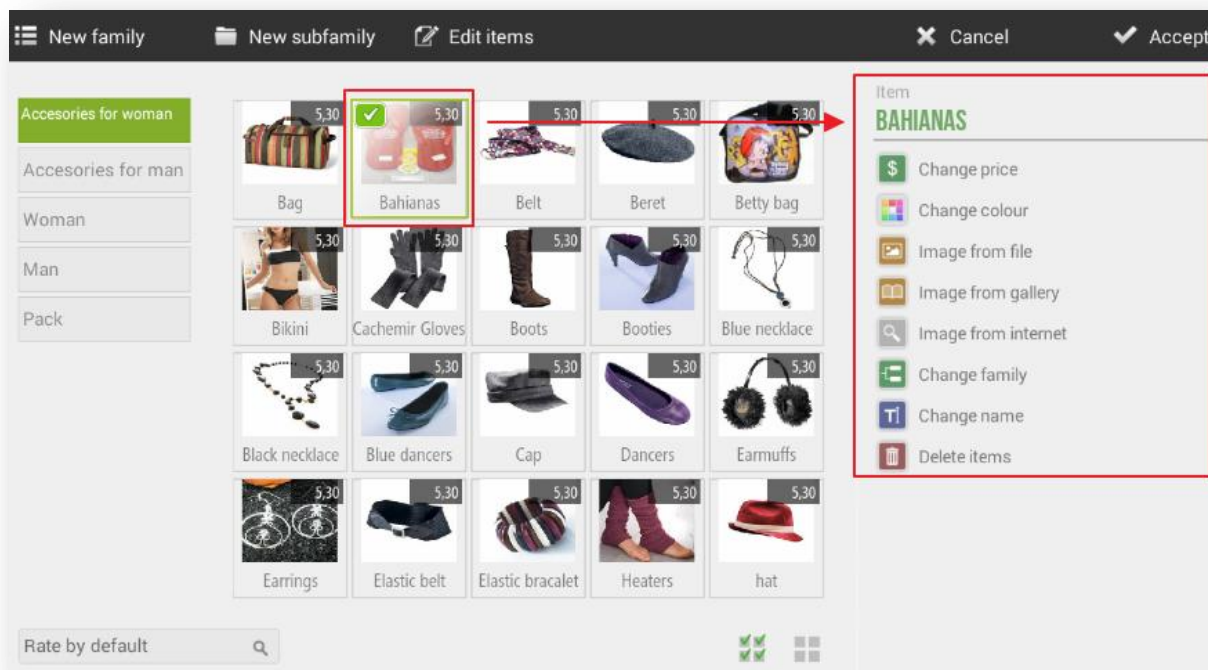 New family
New subfamily
Edit items
Cancel
Accept
Accesories for woman
Accesories for man
Woman
Man
Pack
5,30
5,30
5,30
5,30
5,30
Bag
Bahianas
Belt
Beret
Betty bag
5,30
5,30
5,30
5,30
5,30
Bikini
Cachemir Gloves
Boots
Booties
Blue necklace
5,30
5,30
5,30
5,30
5,30
Black necklace
Blue dancers
Cap
Dancers
Earmuffs
5,30
5,30
5,30
5,30
5,30
Earrings
Elastic belt
Elastic bracalet
Heaters
hat
Rate by default
Item
BAHIANAS
$ Change price
Change colour
Image from file
Image from gallery
Image from internet
Change family
T Change name
Delete items